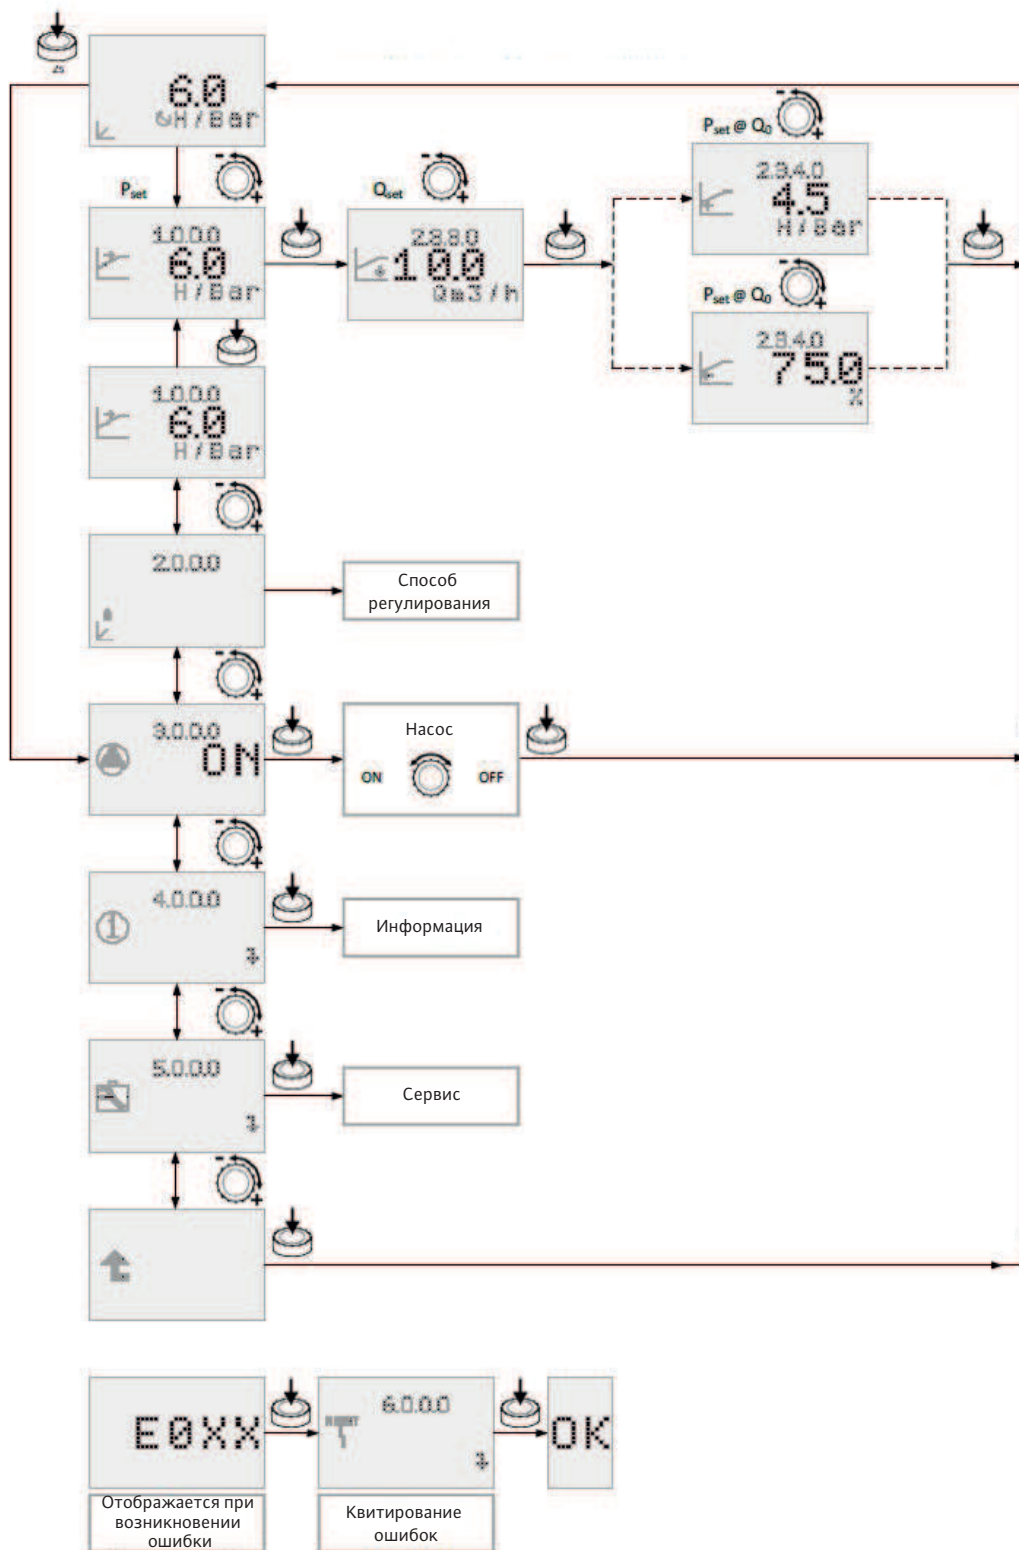 2s
6.0
H/Bar
Pset
1.0.0.0
6.0
H/Bar
Qset
2.3.3.0
10.0
Qm3/h
Pset @ Q0
2.3.4.0
4.5
H/Bar
Pset @ Q0
2.3.4.0
75.0
%
1.0.0.0
6.0
H/Bar
2.0.0.0
Способ
регулирования
3.0.0.0
ON
Насос
ON
OFF
4.0.0.0
Информация
5.0.0.0
Сервис
E0XX
6.0.0.0
RESET
OK
Отображается при
возникновении
ошибки
Квитирование
ошибок